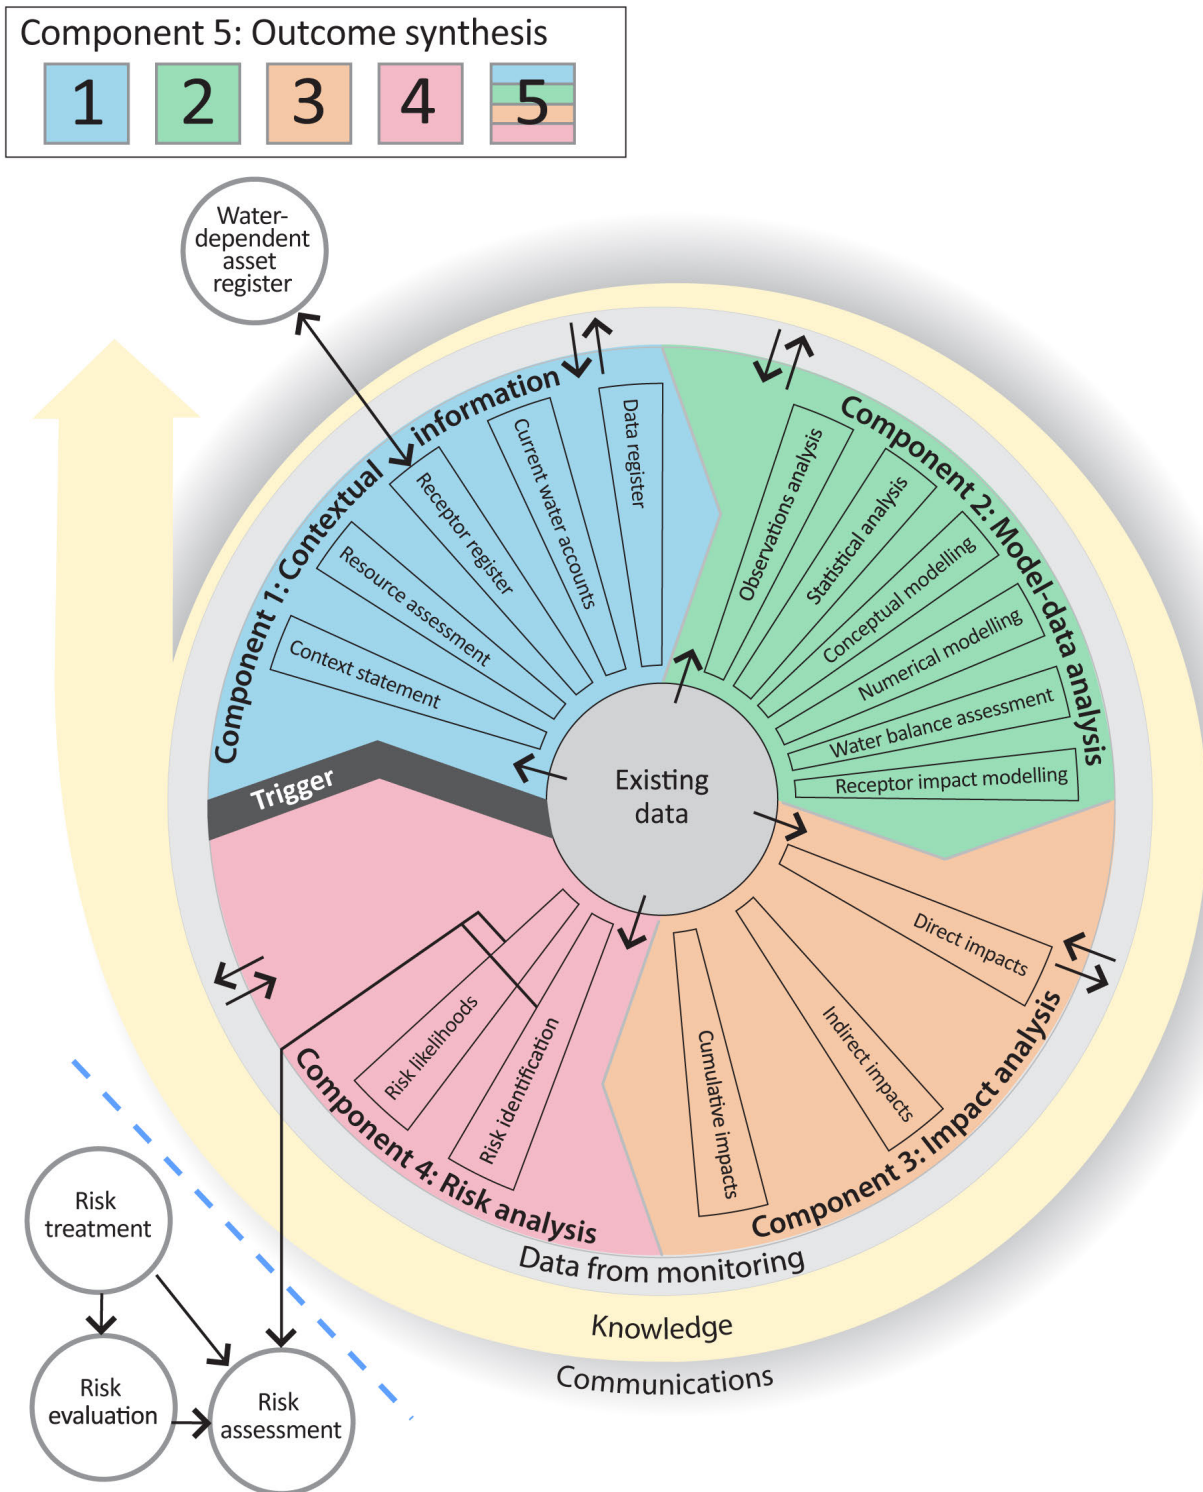 Component 5: Outcome synthesis
1 2 3 4 5
Water-
dependent
asset
register
Component 1: Contextual information
Context statement
Resource assessment
Receptor register
Current water accounts
Data register
Component 2: Model-data analysis
Observations analysis
Statistical analysis
Conceptual modelling
Numerical modelling
Water balance assessment
Receptor impact modelling
Trigger
Existing
data
Component 3: Impact analysis
Direct impacts
Indirect impacts
Cumulative impacts
Component 4: Risk analysis
Risk identification
Risk likelihoods
Data from monitoring
Knowledge
Communications
Risk
treatment
Risk
evaluation
Risk
assessment